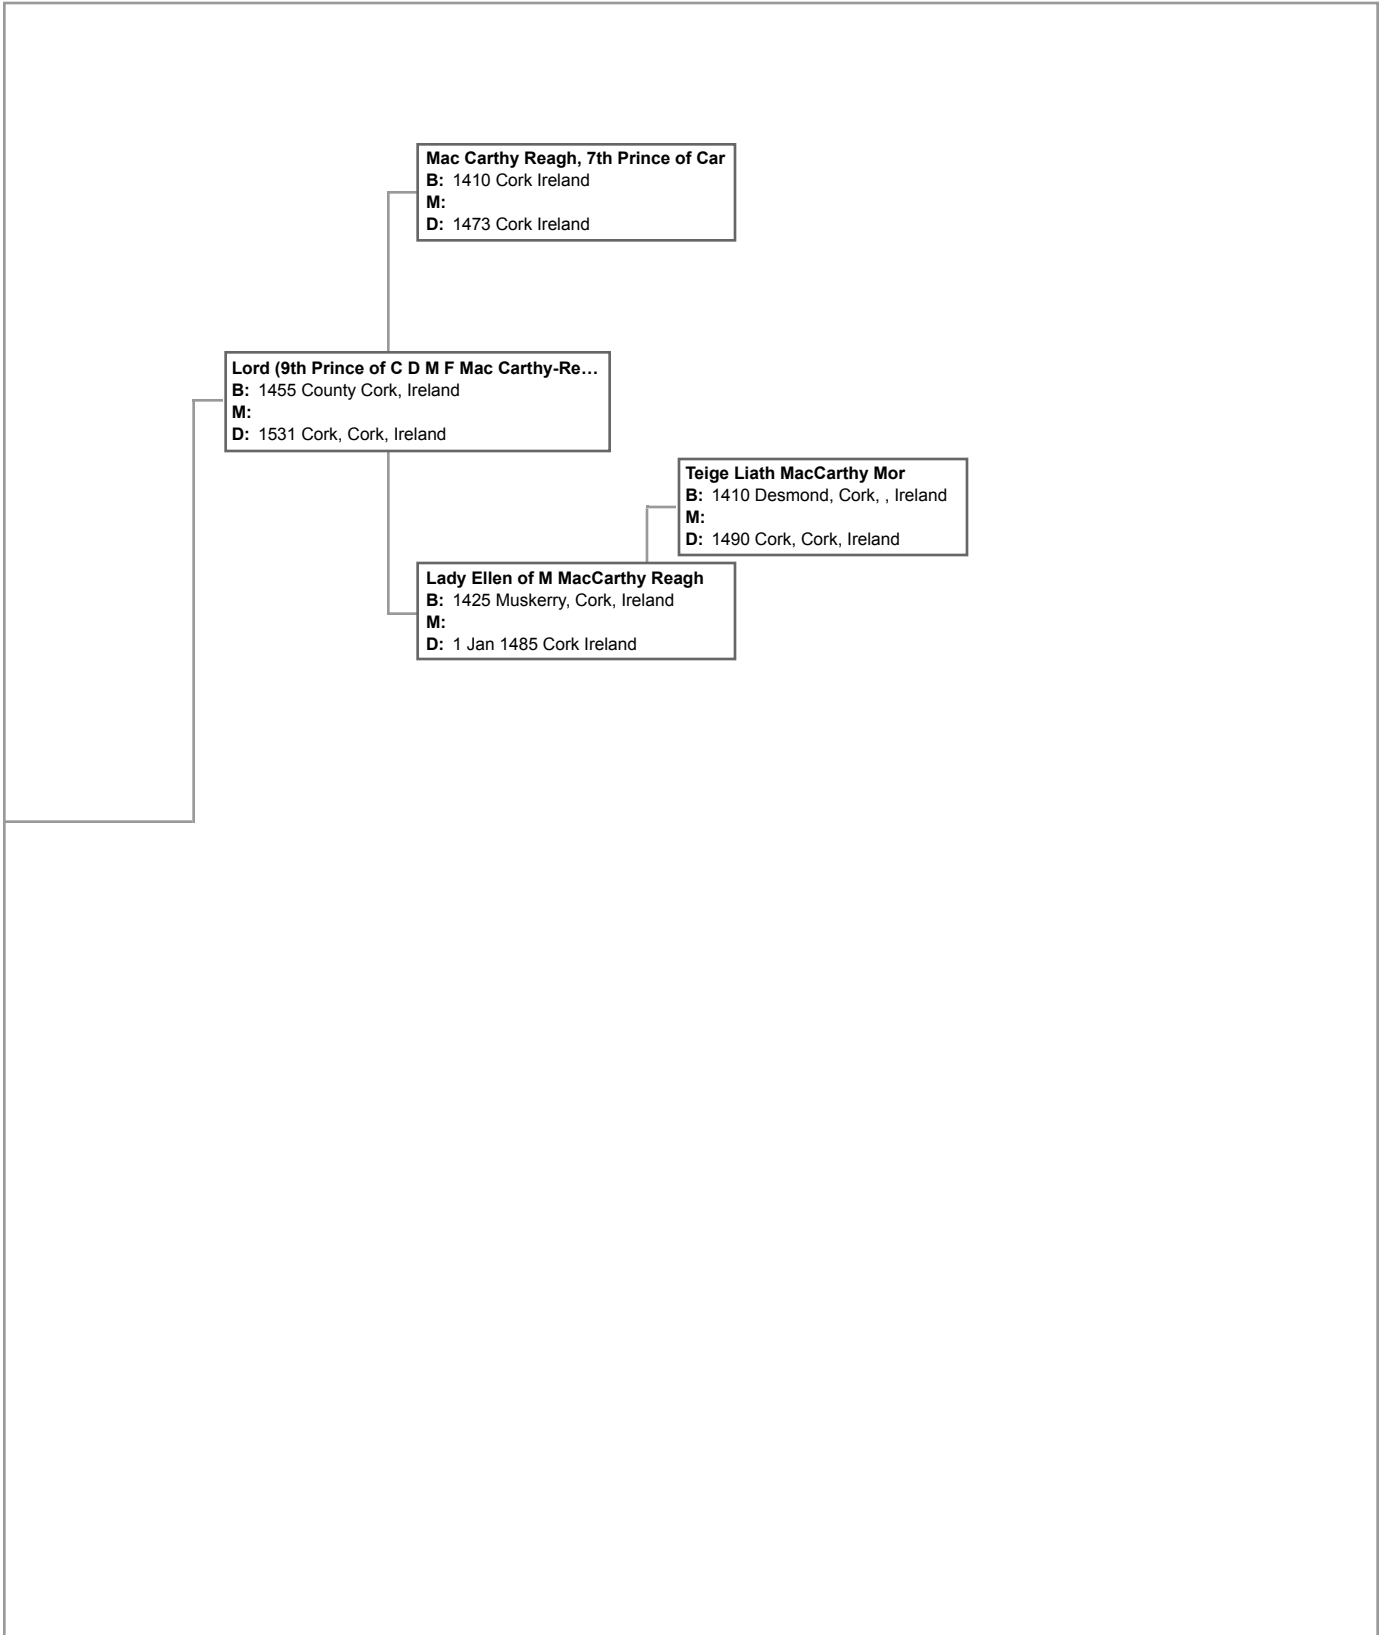 Mac Carthy Reagh, 7th Prince of Car
B: 1410 Cork Ireland
M:
D: 1473 Cork Ireland
Lord (9th Prince of C D M F Mac Carthy-Re…
B: 1455 County Cork, Ireland
M:
D: 1531 Cork, Cork, Ireland
Teige Liath MacCarthy Mor
B: 1410 Desmond, Cork, , Ireland
M:
D: 1490 Cork, Cork, Ireland
Lady Ellen of M MacCarthy Reagh
B: 1425 Muskerry, Cork, Ireland
M:
D: 1 Jan 1485 Cork Ireland